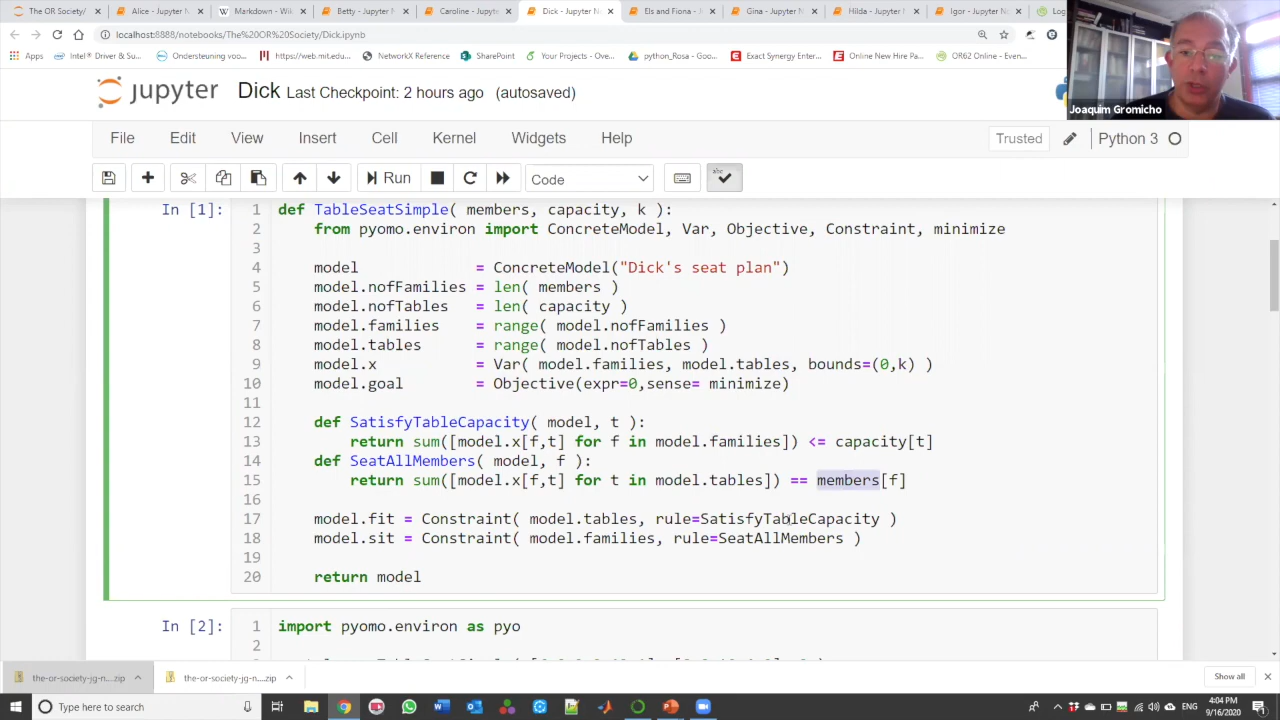 The OR Society/
Alice - Jupyter No
Markdown - Wiki
Betty - Jupyter No
Caroline - Jupyte
Dick - Jupyter No
Els and Fiona - J
Gina - Jupyter No
Hilda - Jupyter N
Igor - Jupyter No
Log
localhost:8888/notebooks/The%20OR%20Society/Dick.ipynb
Apps
Intel® Driver & St...
Ondersteuning voo...
https://web.mit.ed...
NetworkX Reference
SharePoint
Your Projects - Ove...
python_Rosa - Goo...
Exact Synergy Enter...
Online New Hire Pa...
OR62 Online - Even...
jupyter Dick Last Checkpoint: 2 hours ago (autosaved)
Joaquim Gromicho
File Edit View Insert Cell Kernel Widgets Help
Trusted
Python 3
Run
Code
In [1]:
1 def TableSeatSimple( members, capacity, k ):
2 from pyomo.environ import ConcreteModel, Var, Objective, Constraint, minimize
3
4 model = ConcreteModel("Dick's seat plan")
5 model.nofFamilies = len( members )
6 model.nofTables = len( capacity )
7 model.families = range( model.nofFamilies )
8 model.tables = range( model.nofTables )
9 model.x = Var( model.families, model.tables, bounds=(0,k) )
10 model.goal = Objective(expr=0,sense= minimize)
11
12 def SatisfyTableCapacity( model, t ):
13 return sum([model.x[f,t] for f in model.families]) <= capacity[t]
14 def SeatAllMembers( model, f ):
15 return sum([model.x[f,t] for t in model.tables]) == members[f]
16
17 model.fit = Constraint( model.tables, rule=SatisfyTableCapacity )
18 model.sit = Constraint( model.families, rule=SeatAllMembers )
19
20 return model
In [2]:
1 import pyomo.environ as pyo
2
the-or-society-jg-n....zip
the-or-society-jg-n....zip
Show all
Type here to search
ENG
4:04 PM
9/16/2020